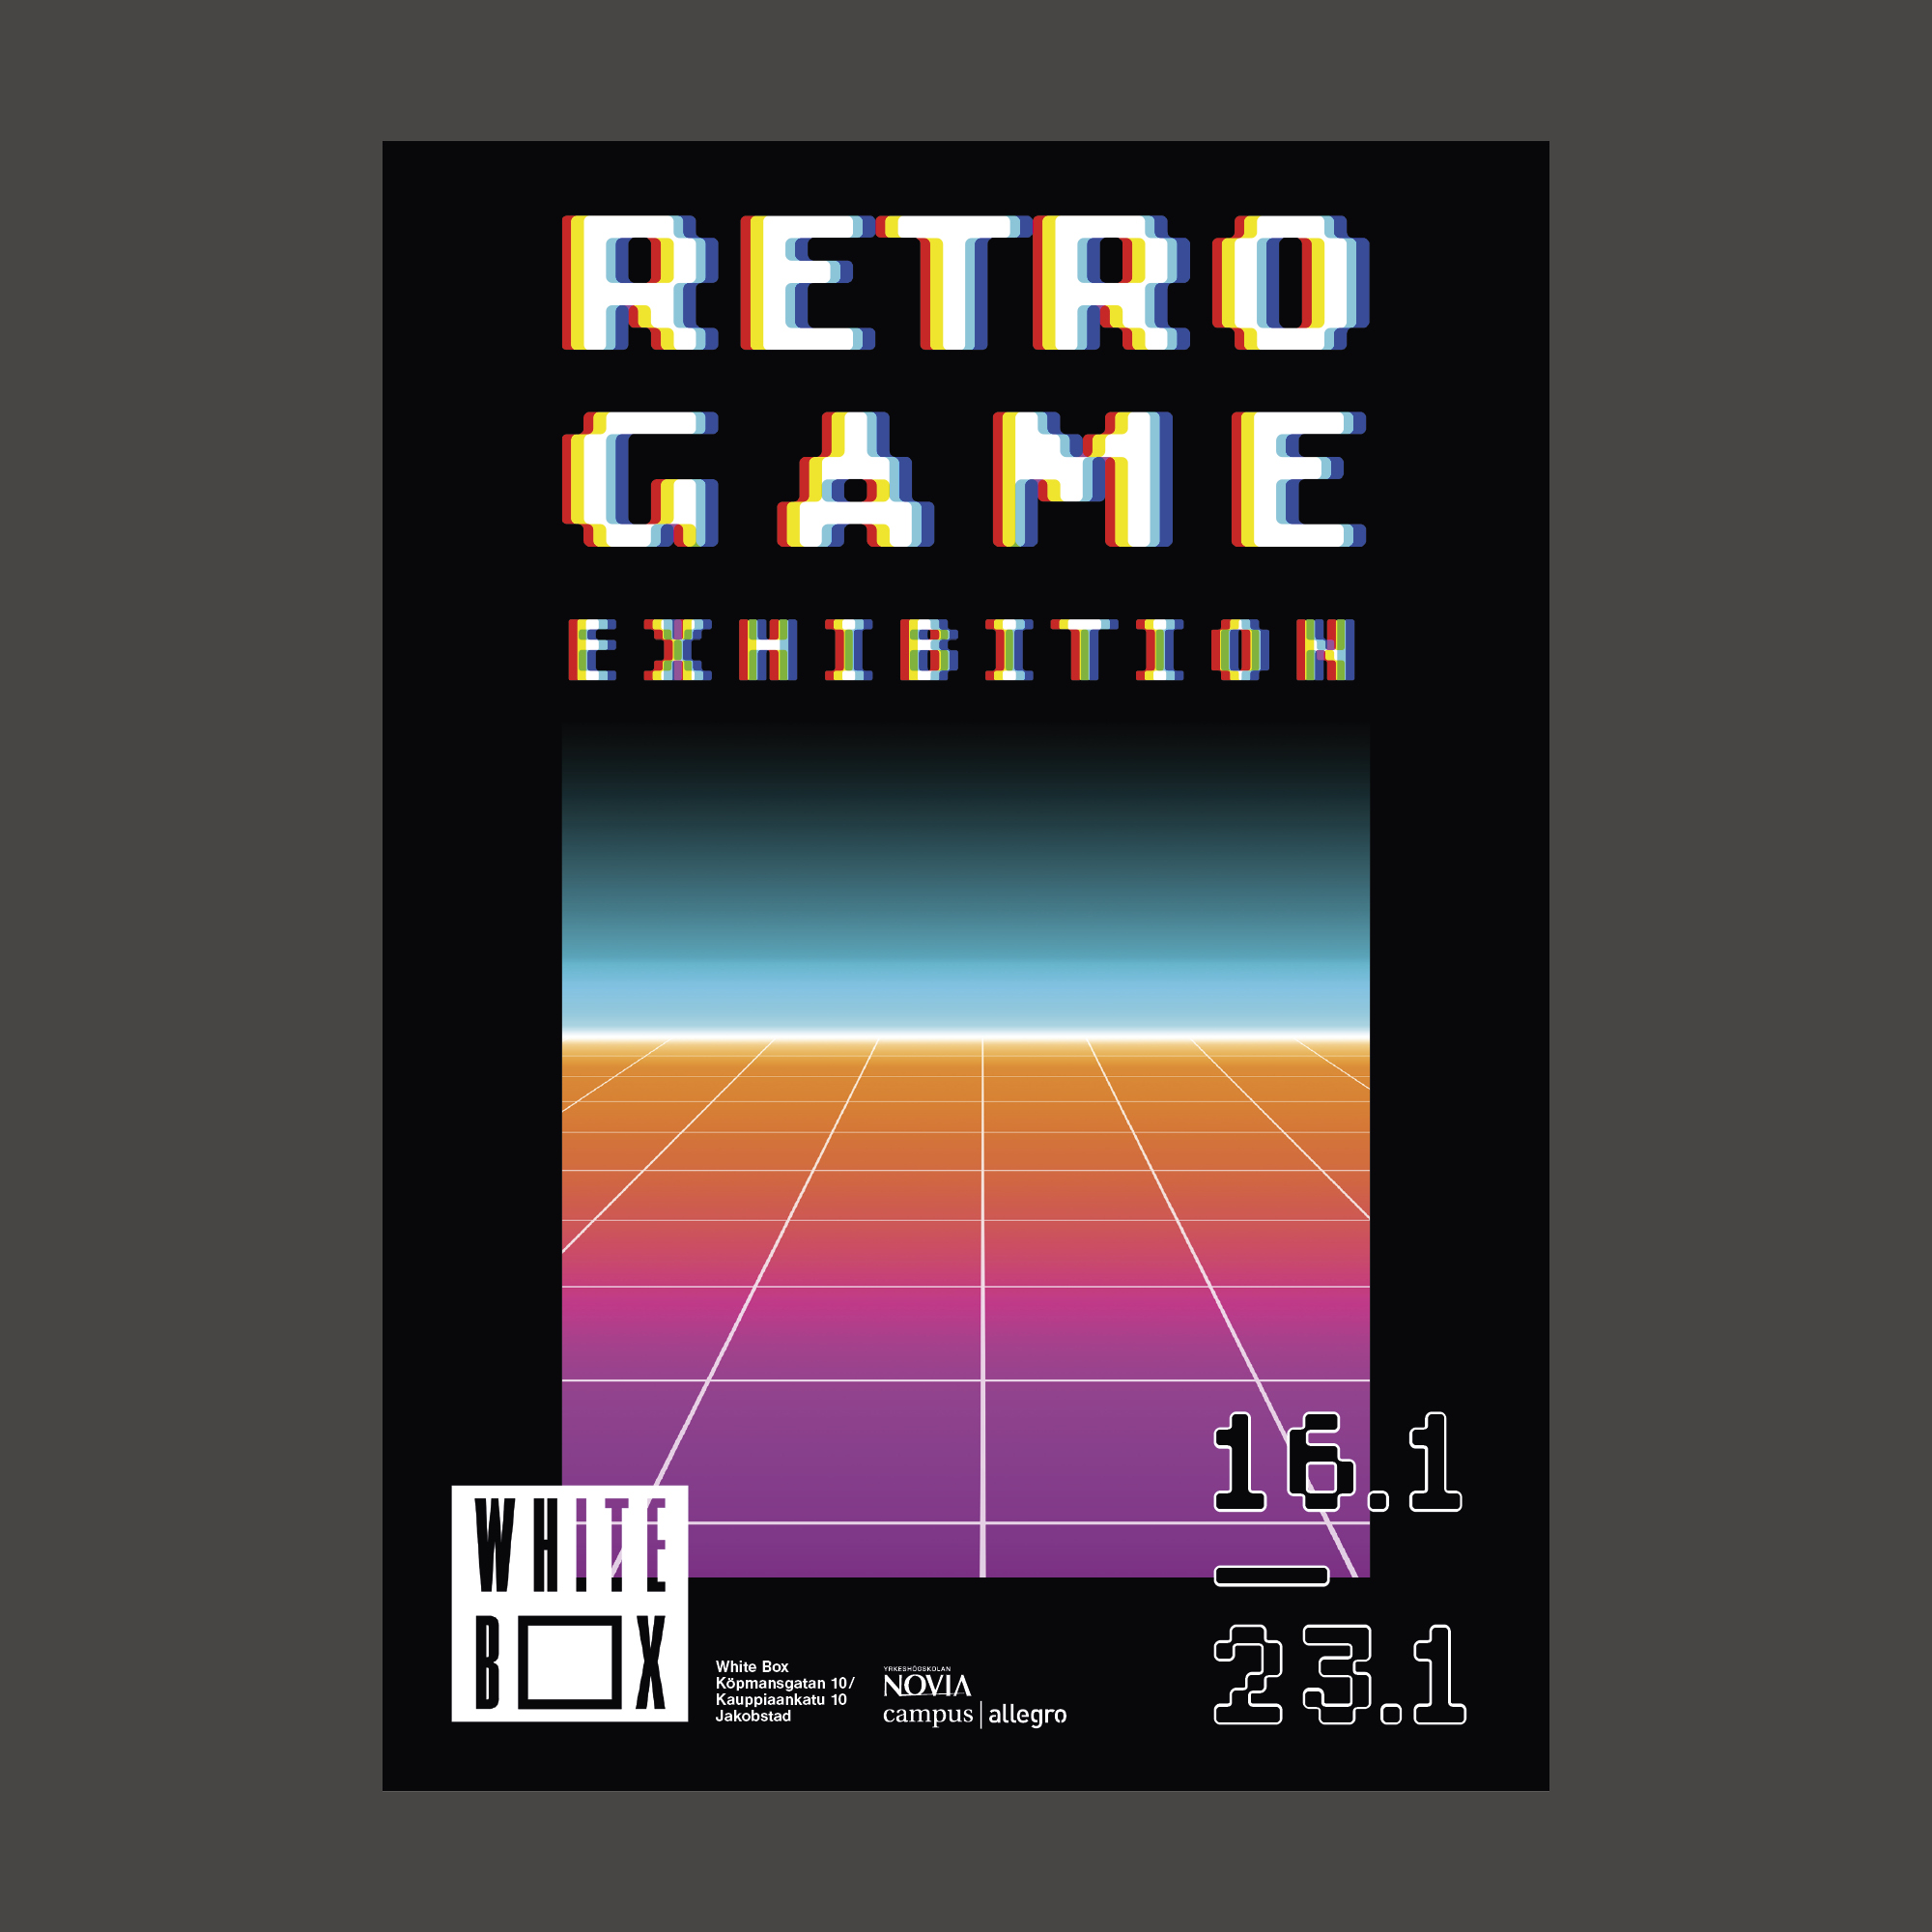 RETRO
GAME
EXHIBITION
16.1
—
23.1
WHITE
BOX
White Box
Köpmansgatan 10/
Kauppiaankatu 10
Jakobstad
YRKESHÖGSKOLAN
NOVIA
campus | allegro